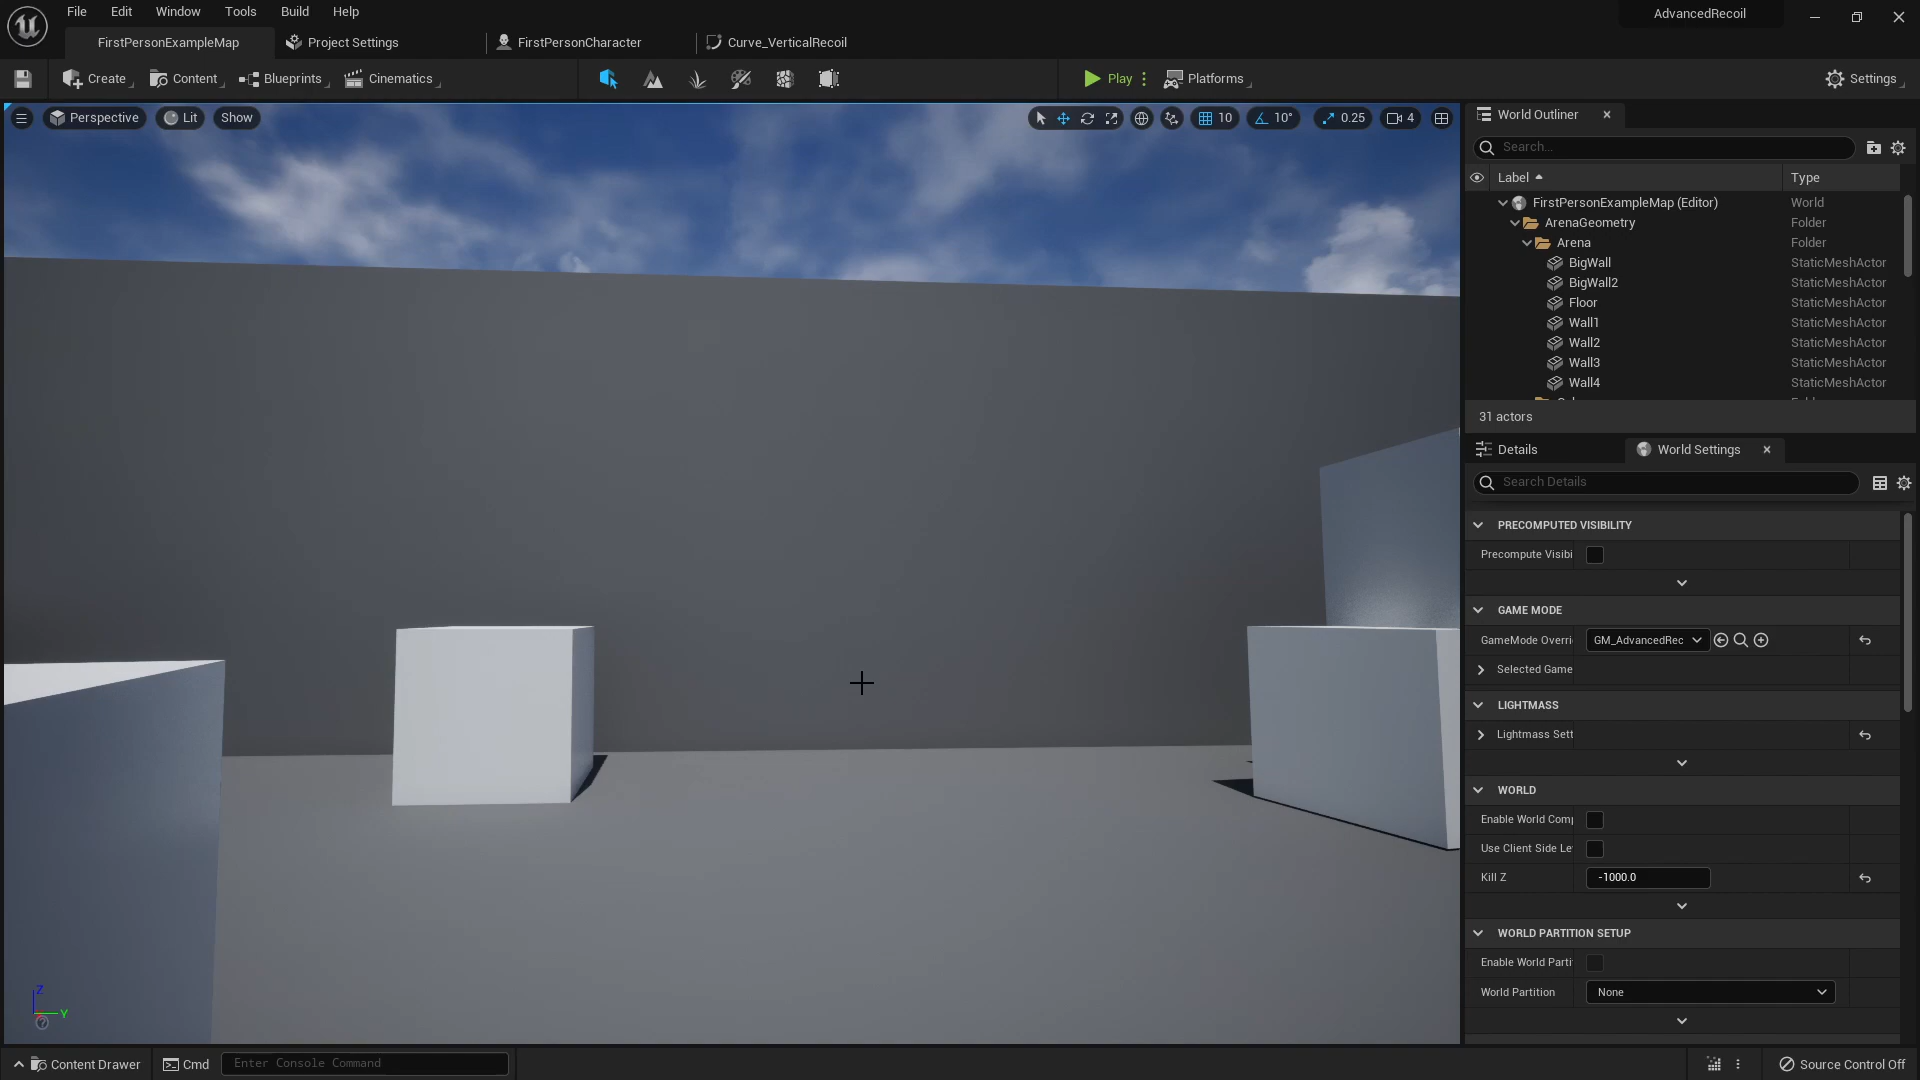 File Edit Window Tools Build Help
AdvancedRecoil
FirstPersonExampleMap Project Settings FirstPersonCharacter Curve_VerticalRecoil
Create Content Blueprints Cinematics Play Platforms Settings
Perspective Lit Show 10 10° 0.25 4
World Outliner
Search...
Label Type
FirstPersonExampleMap (Editor) World
ArenaGeometry Folder
Arena Folder
BigWall StaticMeshActor
BigWall2 StaticMeshActor
Floor StaticMeshActor
Wall1 StaticMeshActor
Wall2 StaticMeshActor
Wall3 StaticMeshActor
Wall4 StaticMeshActor
31 actors
Details World Settings
Search Details
PRECOMPUTED VISIBILITY
Precompute Visibi
GAME MODE
GameMode Overri GM_AdvancedRec
Selected Game
LIGHTMASS
Lightmass Sett
WORLD
Enable World Comp
Use Client Side Le
Kill Z -1000.0
WORLD PARTITION SETUP
Enable World Parti
World Partition None
Z
Y
Content Drawer Cmd Enter Console Command Source Control Off